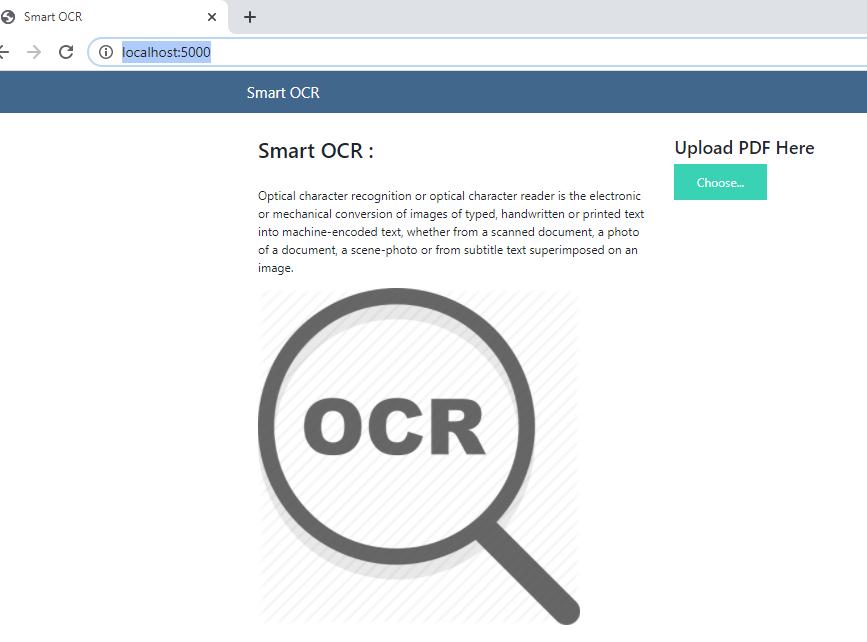 Smart OCR
localhost:5000
Smart OCR
Smart OCR :
Optical character recognition or optical character reader is the electronic
or mechanical conversion of images of typed, handwritten or printed text
into machine-encoded text, whether from a scanned document, a photo
of a document, a scene-photo or from subtitle text superimposed on an
image.
OCR
Upload PDF Here
Choose...